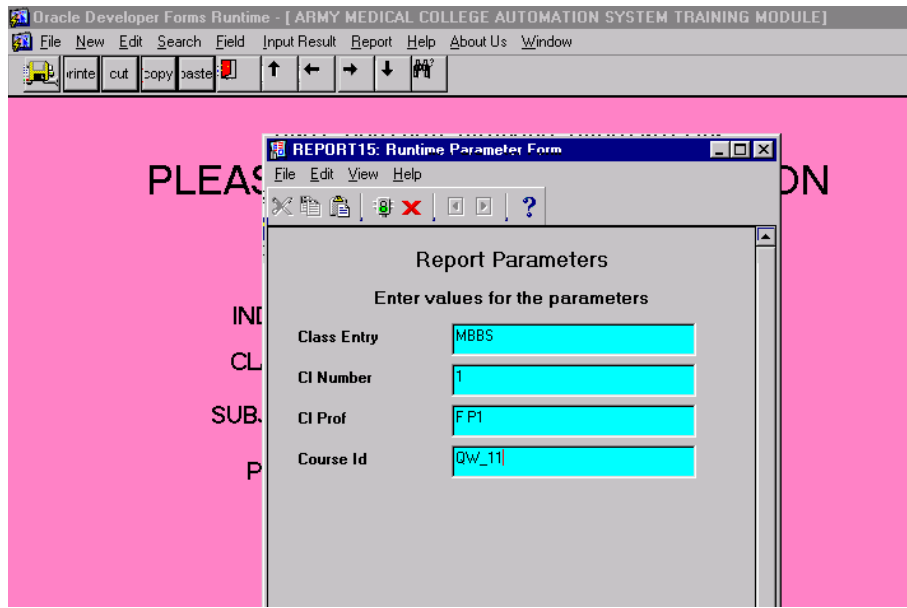 Oracle Developer Forms Runtime - [ ARMY MEDICAL COLLEGE AUTOMATION SYSTEM TRAINING MODULE]
File New Edit Search Field Input Result Report Help About Us Window
rinte cut copy paste
REPORT15: Runtime Parameter Form
PLEAS ON
File Edit View Help
Report Parameters
Enter values for the parameters
IND
Class Entry MBBS
CL
Cl Number 1
SUBJ
Cl Prof F P1
Course Id QW_11
P